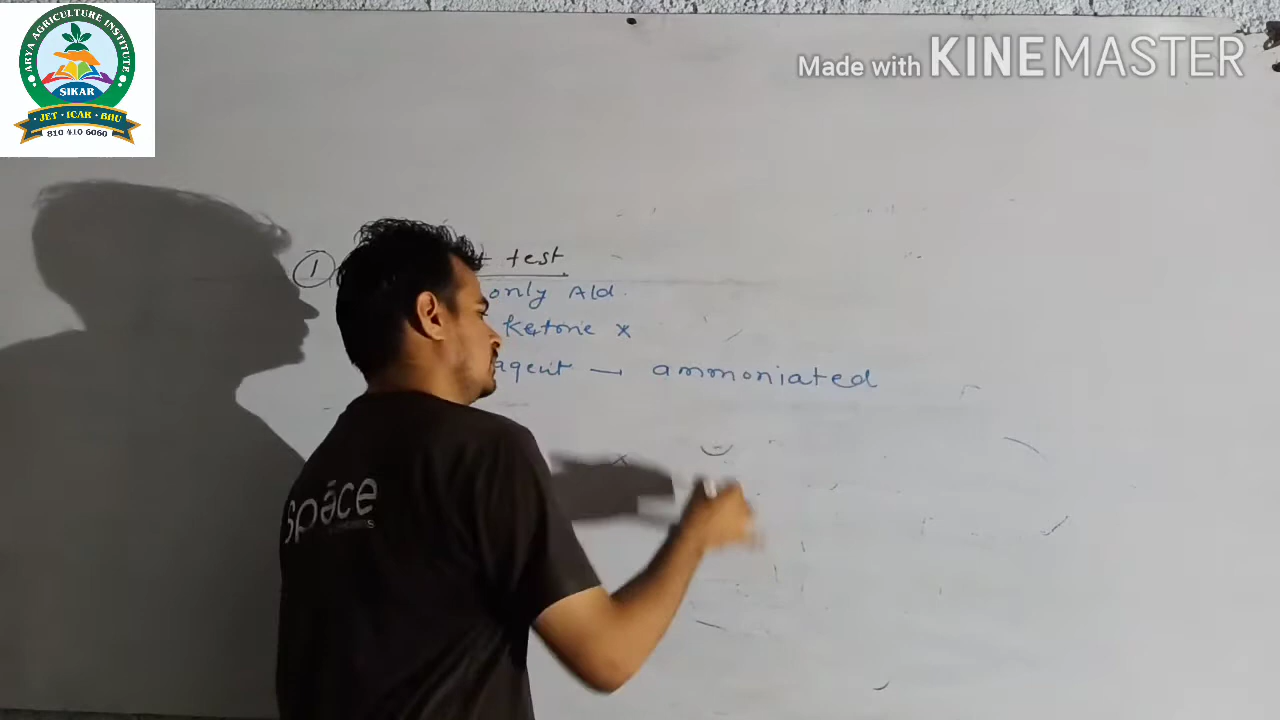 ARYA AGRICULTURE INSTITUTE
SIKAR
· JET · ICAR · BHU ·
810 410 6060
Made with KINEMASTER
1 test
only Ald.
Ketone x
→ ammoniated
Space